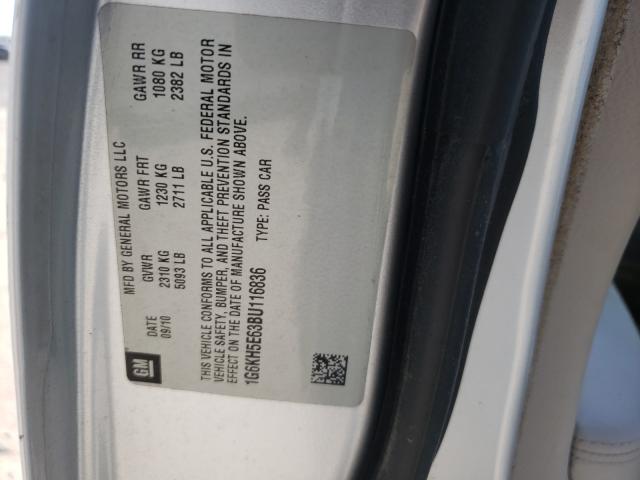 MFD BY GENERAL MOTORS LLC
DATE GVWR GAWR FRT GAWR RR
09/10 2310 KG 1230 KG 1080 KG
5093 LB 2711 LB 2382 LB
GM
THIS VEHICLE CONFORMS TO ALL APPLICABLE U.S. FEDERAL MOTOR
VEHICLE SAFETY, BUMPER, AND THEFT PREVENTION STANDARDS IN
EFFECT ON THE DATE OF MANUFACTURE SHOWN ABOVE.
1G6KH5E63BU116836 TYPE: PASS CAR